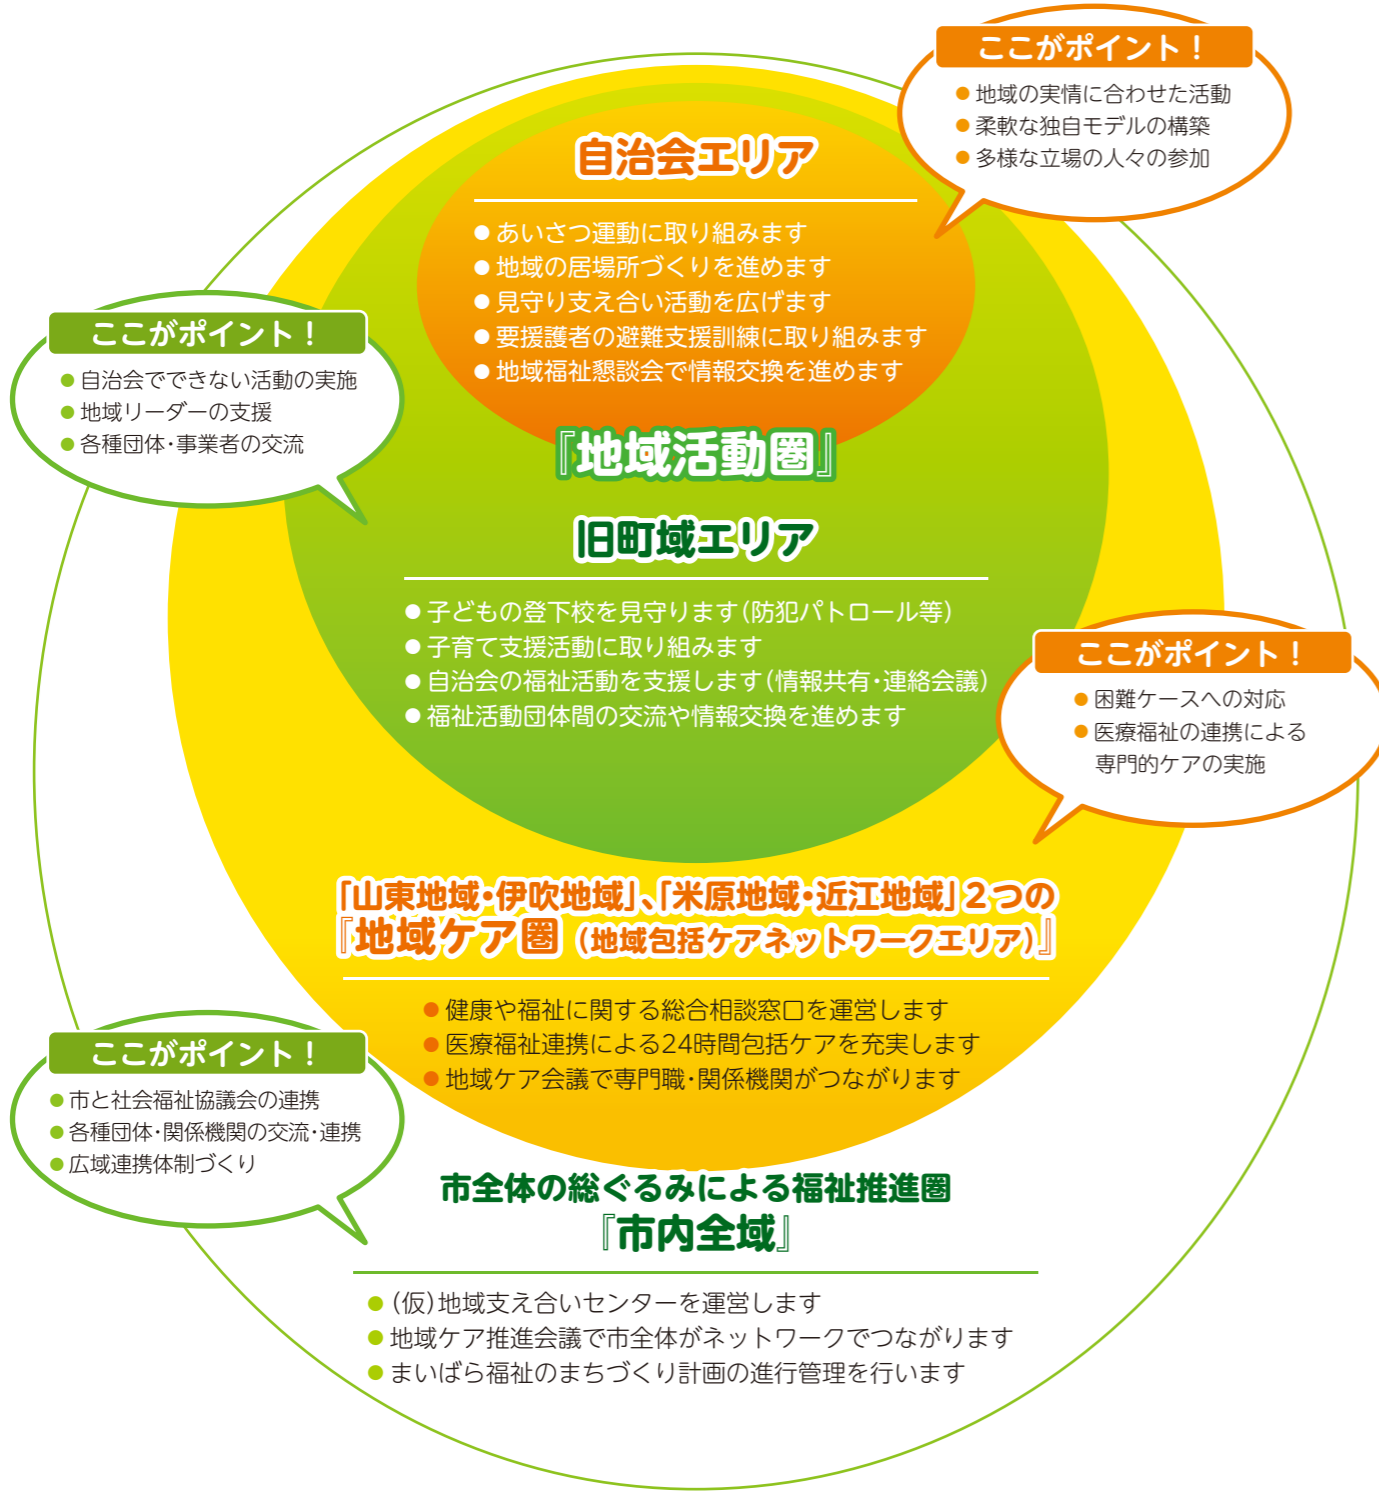 ここがポイント！
●地域の実情に合わせた活動
●柔軟な独自モデルの構築
●多様な立場の人々の参加
自治会エリア
●あいさつ運動に取り組みます
●地域の居場所づくりを進めます
●見守り支え合い活動を広げます
●要援護者の避難支援訓練に取り組みます
●地域福祉懇談会で情報交換を進めます
ここがポイント！
●自治会でできない活動の実施
●地域リーダーの支援
●各種団体・事業者の交流
『地域活動圏』
旧町域エリア
●子どもの登下校を見守ります（防犯パトロール等）
●子育て支援活動に取り組みます
●自治会の福祉活動を支援します（情報共有・連絡会議）
●福祉活動団体間の交流や情報交換を進めます
ここがポイント！
●困難ケースへの対応
●医療福祉の連携による
専門的ケアの実施
「山東地域・伊吹地域」、「米原地域・近江地域」２つの
『地域ケア圏（地域包括ケアネットワークエリア）』
●健康や福祉に関する総合相談窓口を運営します
●医療福祉連携による24時間包括ケアを充実します
●地域ケア会議で専門職・関係機関がつながります
ここがポイント！
●市と社会福祉協議会の連携
●各種団体・関係機関の交流・連携
●広域連携体制づくり
市全体の総ぐるみによる福祉推進圏
『市内全域』
●（仮）地域支え合いセンターを運営します
●地域ケア推進会議で市全体がネットワークでつながります
●まいばら福祉のまちづくり計画の進行管理を行います